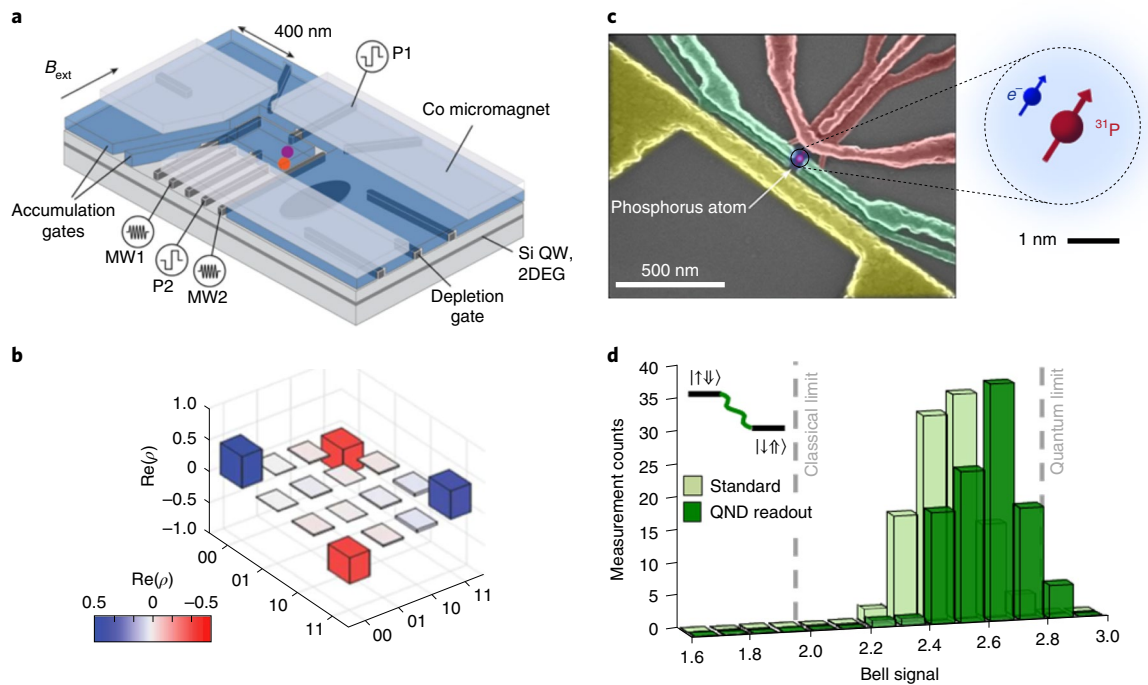 a
400 nm
P1
Bext
Co micromagnet
Accumulation
gates
MW1
P2
MW2
Si QW,
2DEG
Depletion
gate
b
1.0
0.5
0
−0.5
−1.0
Re(ρ)
00
01
10
11
00
01
10
11
Re(ρ)
0.5
0
−0.5
c
e−
31P
Phosphorus atom
500 nm
1 nm
d
40
35
30
25
20
15
10
5
0
Measurement counts
|↑⇓⟩
|↓⇑⟩
Classical limit
Quantum limit
Standard
QND readout
1.6
1.8
2.0
2.2
2.4
2.6
2.8
3.0
Bell signal